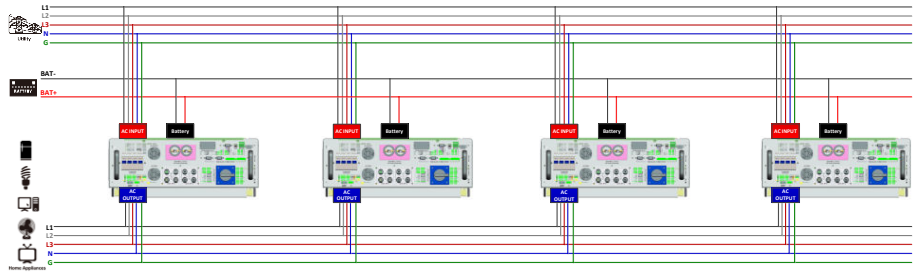 L1
L2
L3
N
G
Utility
BAT-
BATTERY
BAT+
AC INPUT
Battery
AC INPUT
Battery
AC INPUT
Battery
AC INPUT
Battery
AC
OUTPUT
AC
OUTPUT
AC
OUTPUT
AC
OUTPUT
L1
L2
L3
N
G
Home Appliances